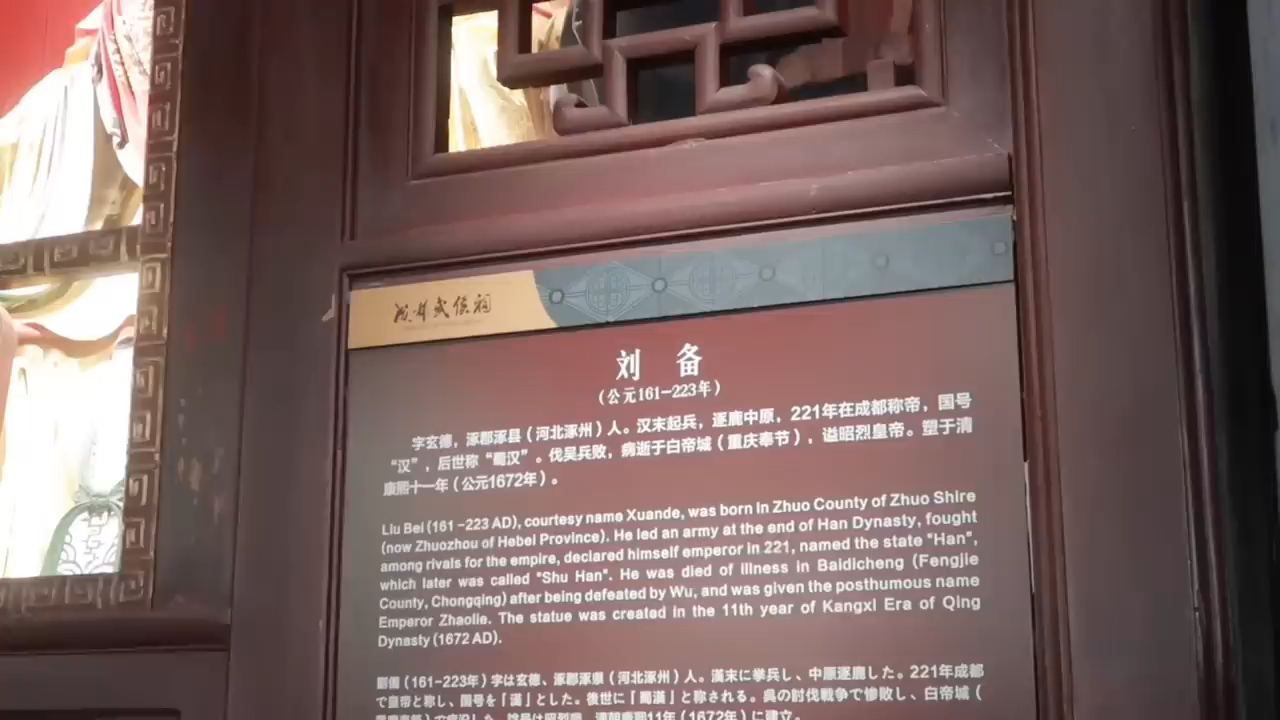 成都武侯祠
刘 备
(公元161-223年)
字玄德，涿郡涿县（河北涿州）人。汉末起兵，逐鹿中原，221年在成都称帝，国号
“汉”，后世称“蜀汉”。伐吴兵败，病逝于白帝城（重庆奉节），谥昭烈皇帝。塑于清
康熙十一年（公元1672年）。
Liu Bei (161-223 AD), courtesy name Xuande, was born in Zhuo County of Zhuo Shire
(now Zhuozhou of Hebei Province). He led an army at the end of Han Dynasty, fought
among rivals for the empire, declared himself emperor in 221, named the state "Han",
which later was called "Shu Han". He was died of illness in Baidicheng (Fengjie
County, Chongqing) after being defeated by Wu, and was given the posthumous name
Emperor Zhaolie. The statue was created in the 11th year of Kangxi Era of Qing
Dynasty (1672 AD).
劉備（161-223年）字は玄徳、涿郡涿県（河北涿州）人。漢末に挙兵し、中原逐鹿した。221年成都
で皇帝と称し、国号を「漢」とした。後世に「蜀漢」と称される。呉の討伐戦争で惨敗し、白帝城（
11年（1672年）に建立。